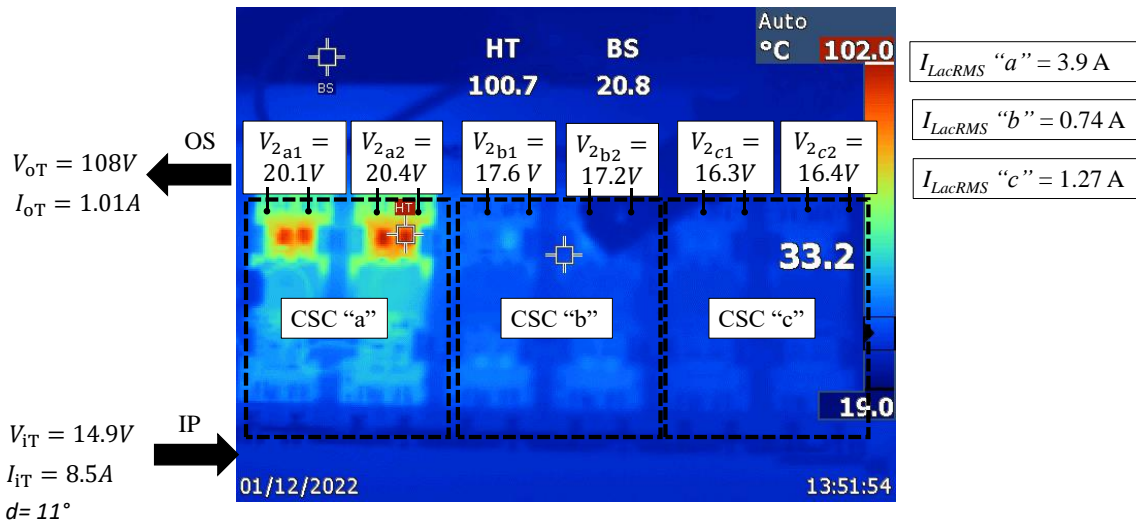 Auto
°C 102.0
HT BS
100.7 20.8
BS
I_LacRMS “a” = 3.9 A
I_LacRMS “b” = 0.74 A
I_LacRMS “c” = 1.27 A
OS
V_oT = 108V
I_oT = 1.01A
V_2a1 =
20.1V
V_2a2 =
20.4V
V_2b1 =
17.6 V
V_2b2 =
17.2V
V_2c1 =
16.3V
V_2c2 =
16.4V
HT
33.2
CSC “a”
CSC “b”
CSC “c”
19.0
IP
V_iT = 14.9V
I_iT = 8.5A
d= 11°
01/12/2022
13:51:54